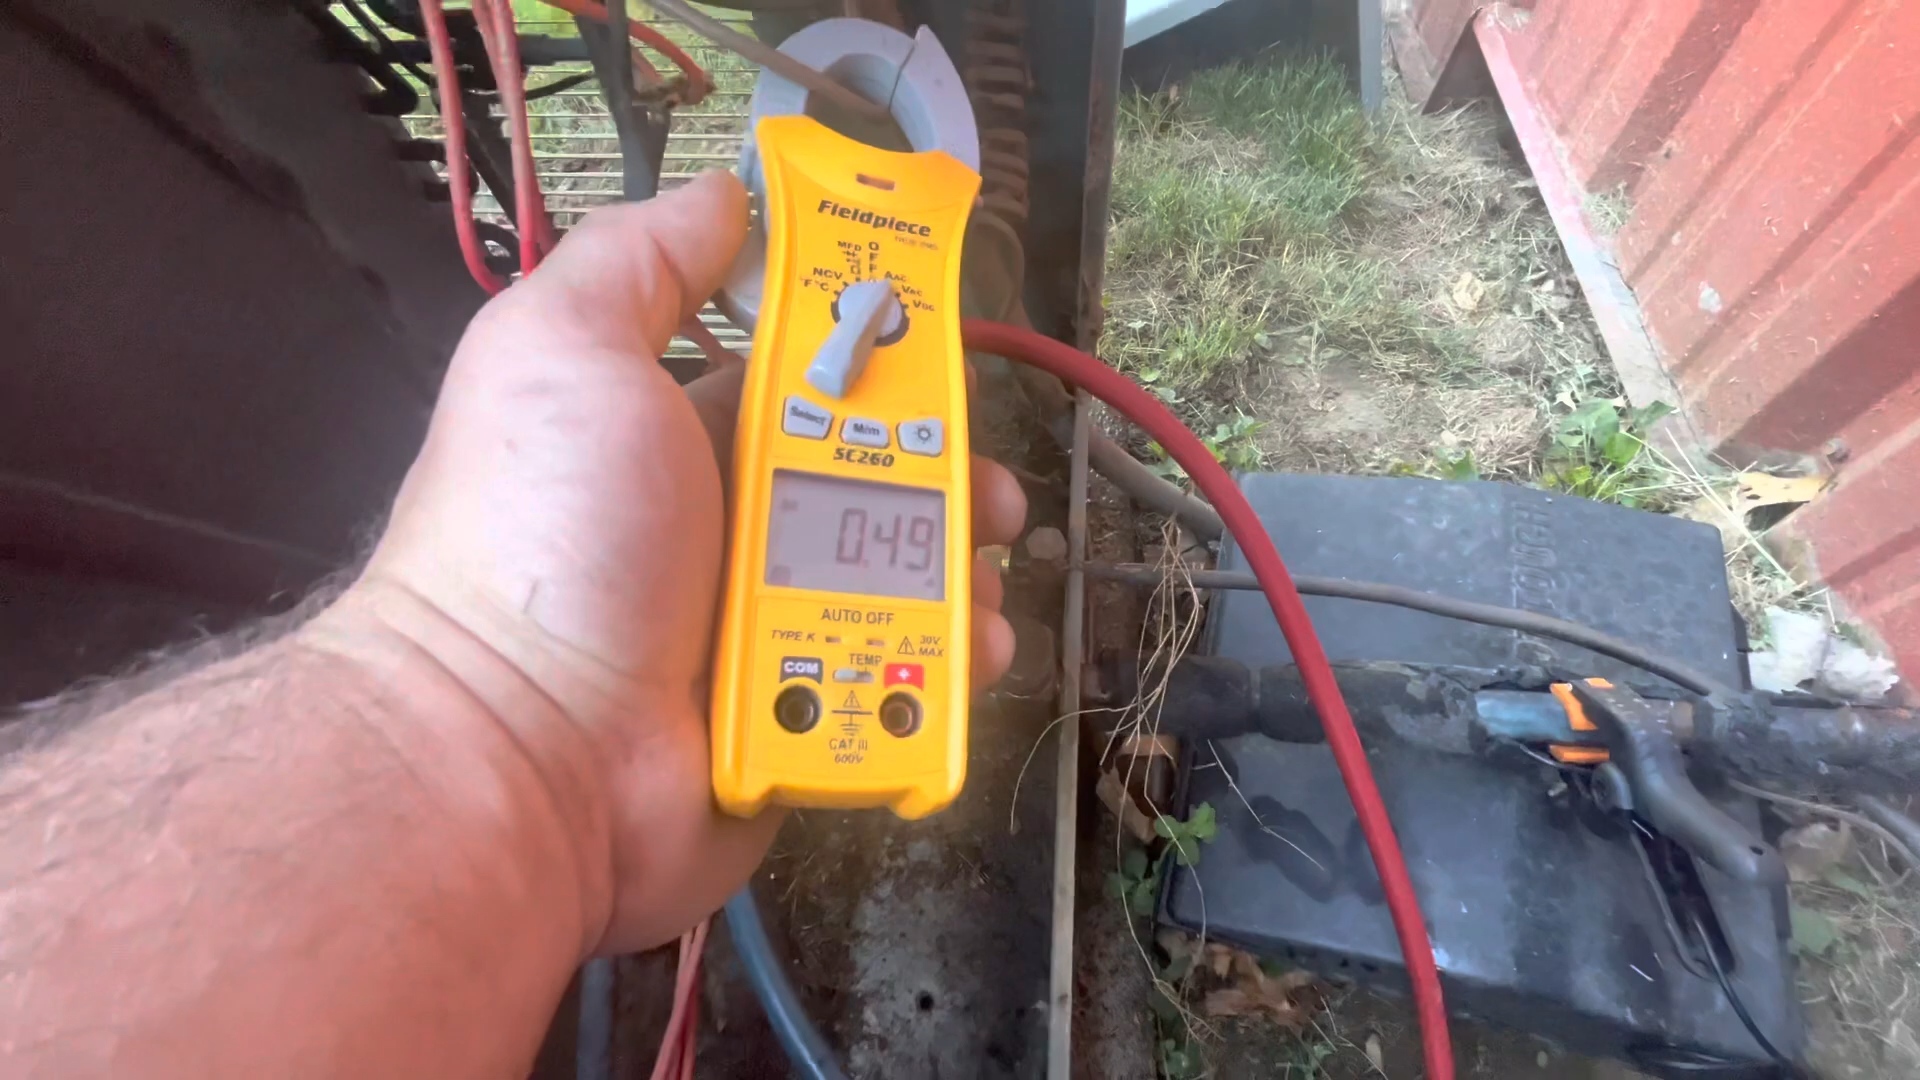 Fieldpiece
MFD
NCV
°F °C
AAC
VAC
VDC
Select
M/m
SC260
0.49
AUTO OFF
TYPE K
30V
MAX
TEMP
COM
+
CAT III
600V